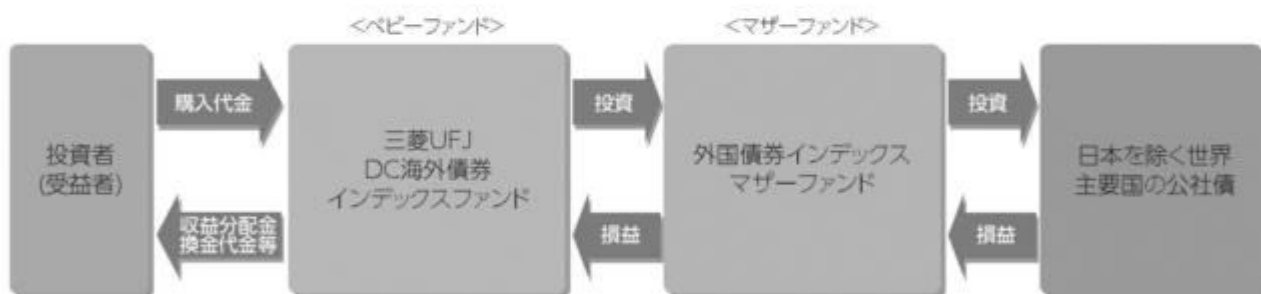 <ベビーファンド>
<マザーファンド>
投資者
(受益者)
購入代金
収益分配金
換金代金等
三菱UFJ
DC海外債券
インデックスファンド
投資
損益
外国債券インデックス
マザーファンド
投資
損益
日本を除く世界
主要国の公社債